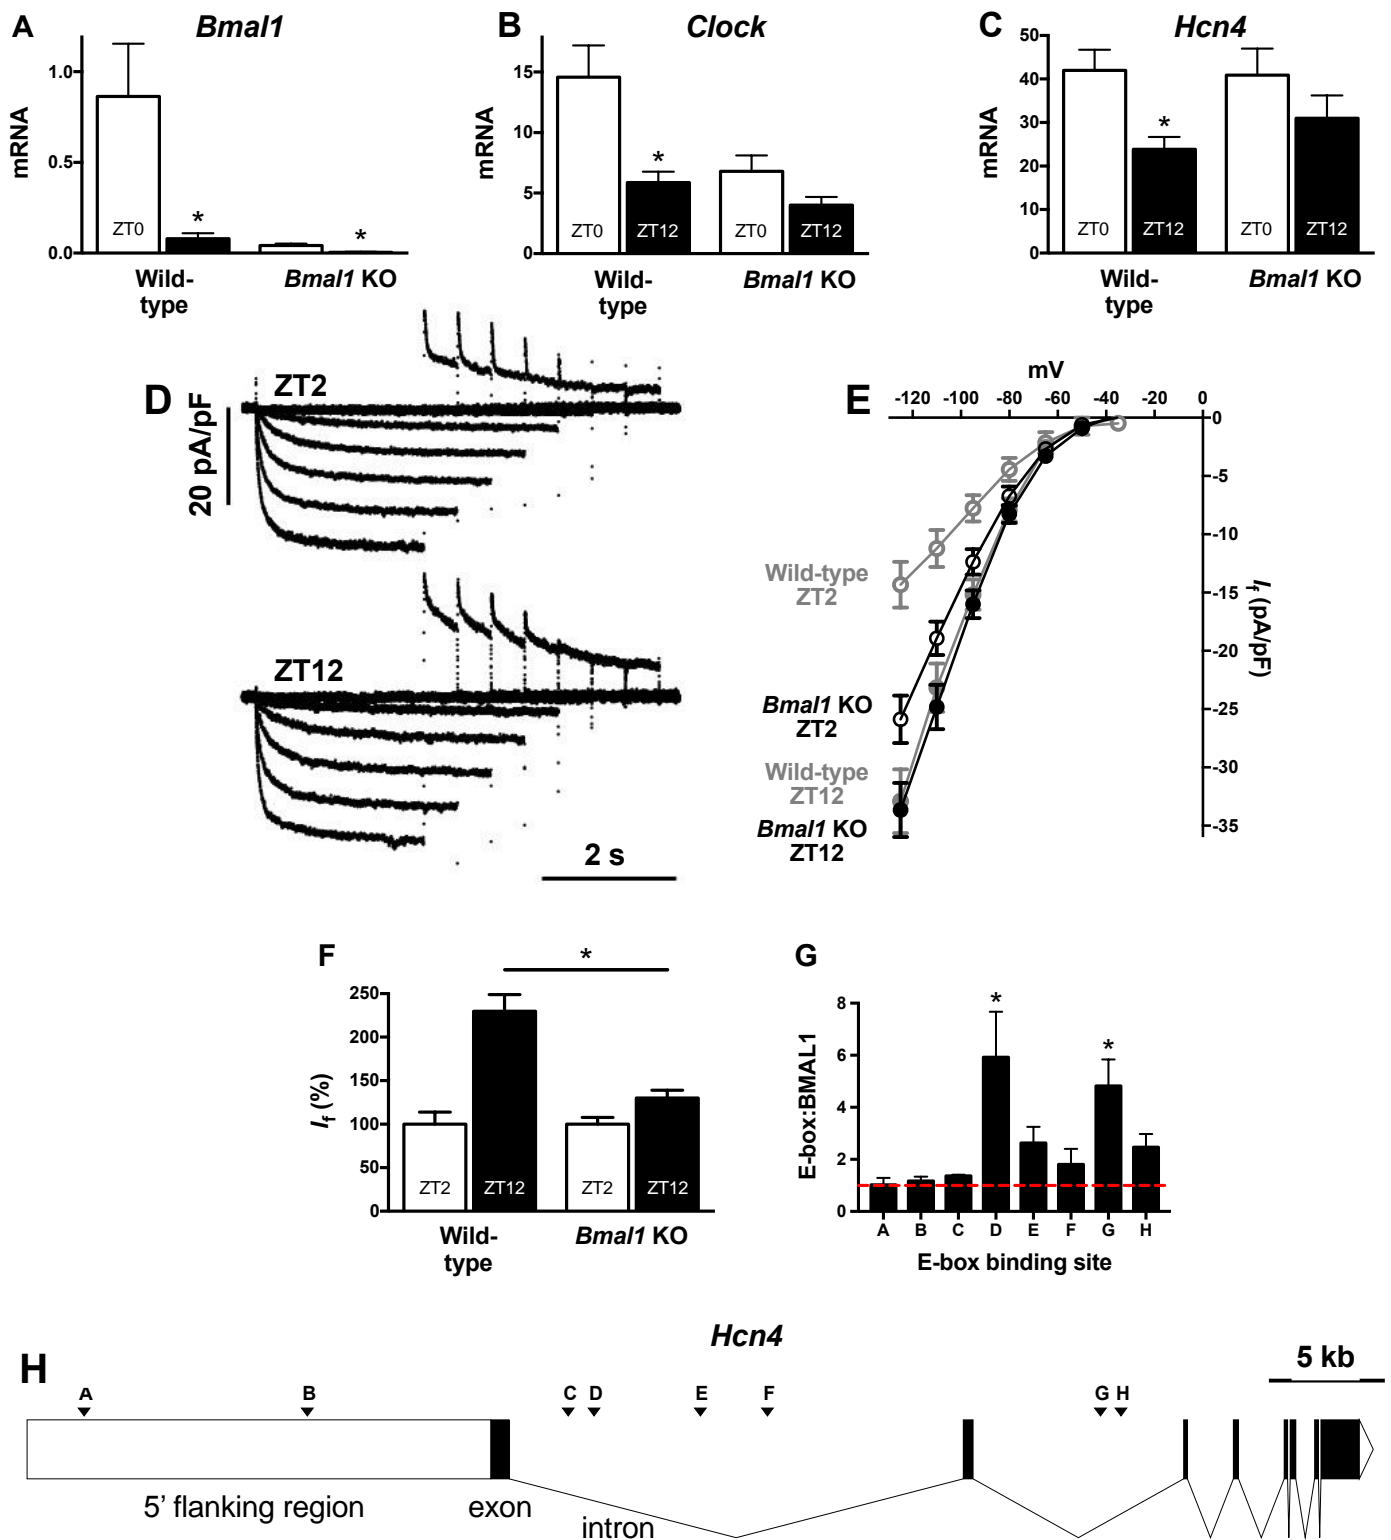 A
Bmal1
mRNA
1.0
0.5
0.0
ZT0
*
*
Wild-
type
Bmal1 KO
B
Clock
mRNA
15
10
5
0
ZT0
*
ZT12
ZT0
ZT12
Wild-
type
Bmal1 KO
C
Hcn4
mRNA
50
40
30
20
10
0
ZT0
*
ZT12
ZT0
ZT12
Wild-
type
Bmal1 KO
D
ZT2
20 pA/pF
ZT12
2 s
E
mV
-120 -100 -80 -60 -40 -20 0
0
-5
-10
-15
-20
-25
-30
-35
If (pA/pF)
Wild-type
ZT2
Bmal1 KO
ZT2
Wild-type
ZT12
Bmal1 KO
ZT12
F
*
If (%)
250
200
150
100
50
0
ZT2
ZT12
ZT2
ZT12
Wild-
type
Bmal1 KO
G
E-box:BMAL1
8
6
4
2
0
*
*
A B C D E F G H
E-box binding site
H
Hcn4
5 kb
A B C D E F G H
5' flanking region
exon
intron